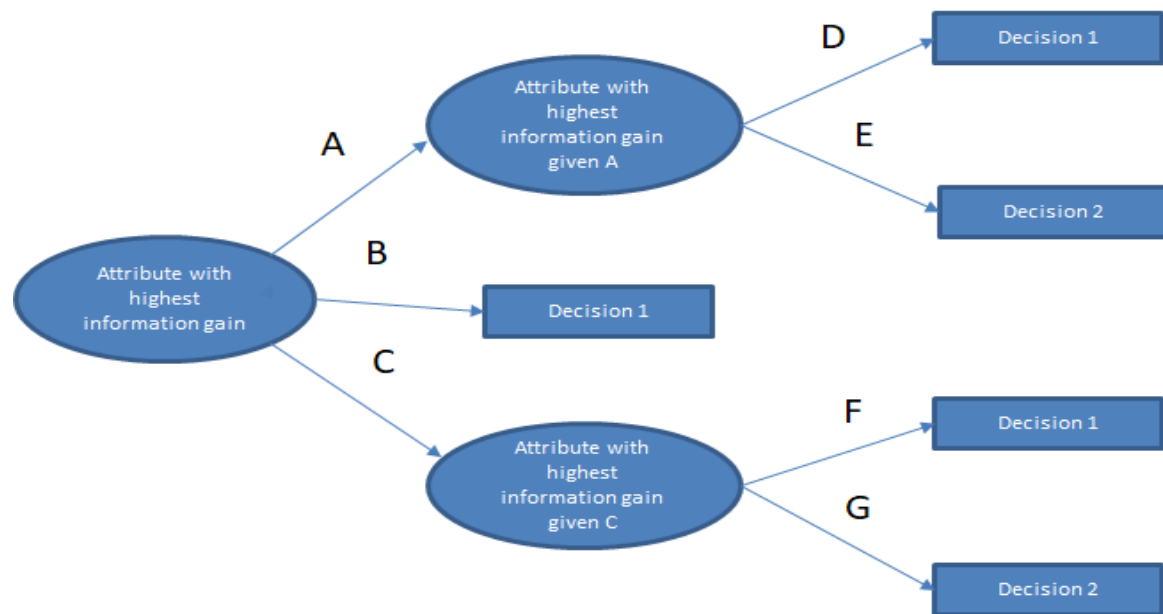 D
Decision 1
Attribute with
highest
information gain
given A
A
E
Decision 2
B
Attribute with
highest
information gain
Decision 1
C
F
Decision 1
Attribute with
highest
information gain
given C
G
Decision 2